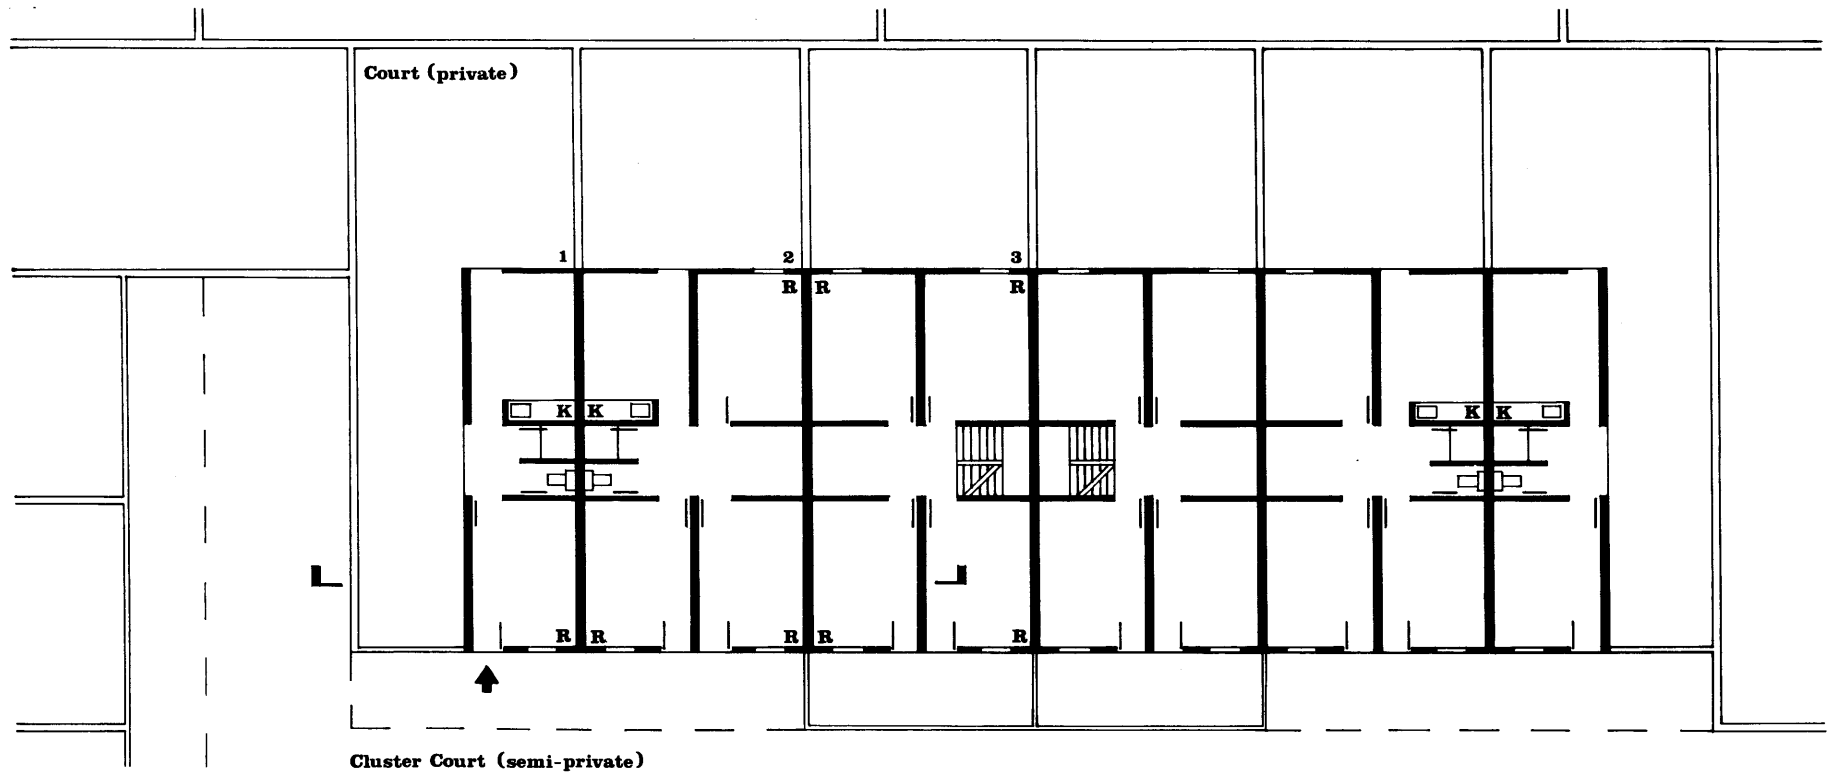 Court (private)
1 2 3
R R R
K K K K
R R R R R
Cluster Court (semi-private)